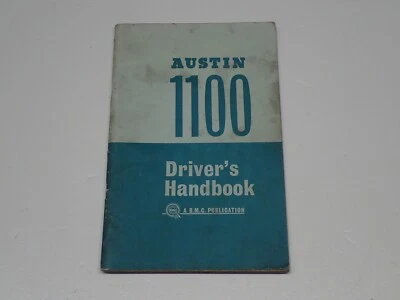 AUSTIN
1100
Driver's
Handbook
A B.M.C. PUBLICATION